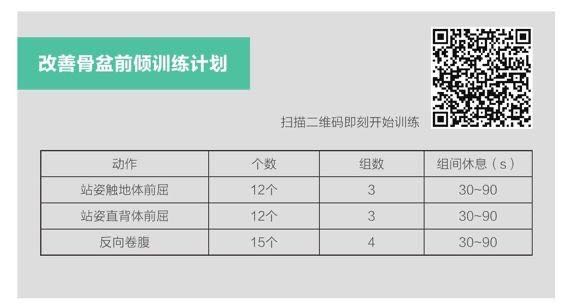 改善骨盆前倾训练计划
扫描二维码即刻开始训练
动作 个数 组数 组间休息（s）
站姿触地体前屈 12个 3 30~90
站姿直背体前屈 12个 3 30~90
反向卷腹 15个 4 30~90